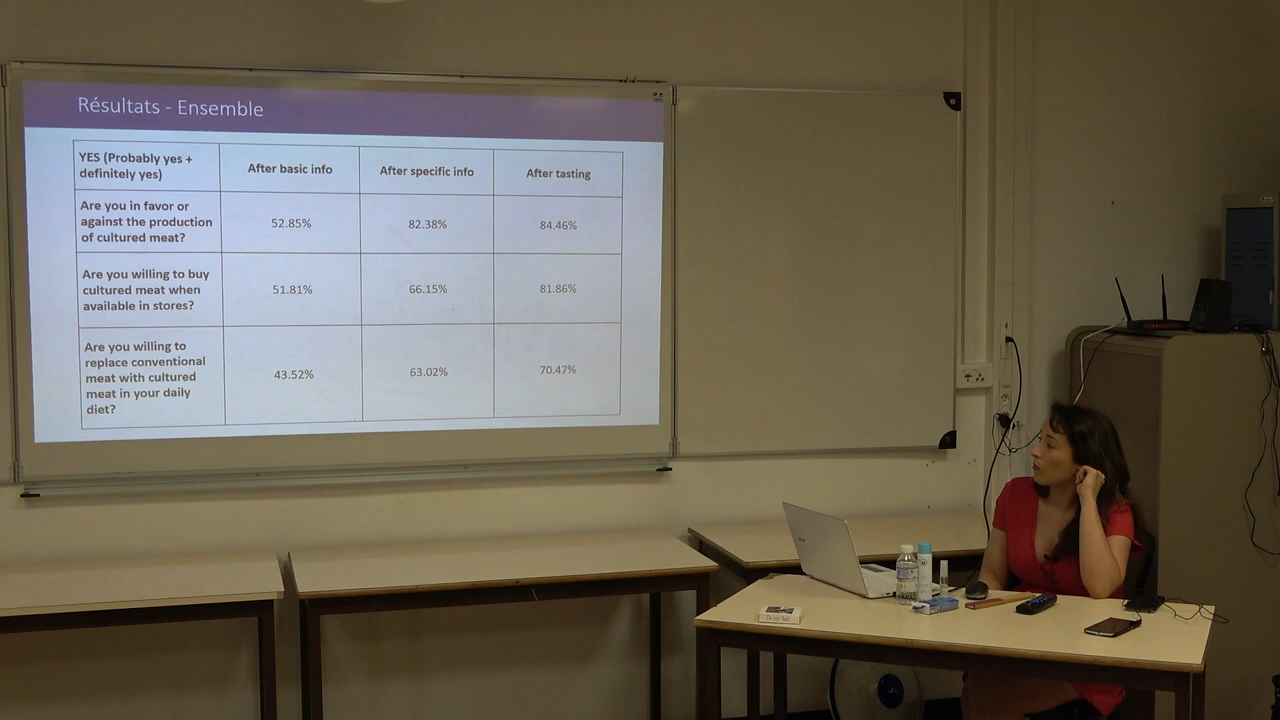 Résultats - Ensemble
YES (Probably yes +
definitely yes)
After basic info
After specific info
After tasting
Are you in favor or
against the production
of cultured meat?
52.85%
82.38%
84.46%
Are you willing to buy
cultured meat when
available in stores?
51.81%
66.15%
81.86%
Are you willing to
replace conventional
meat with cultured
meat in your daily
diet?
43.52%
63.02%
70.47%